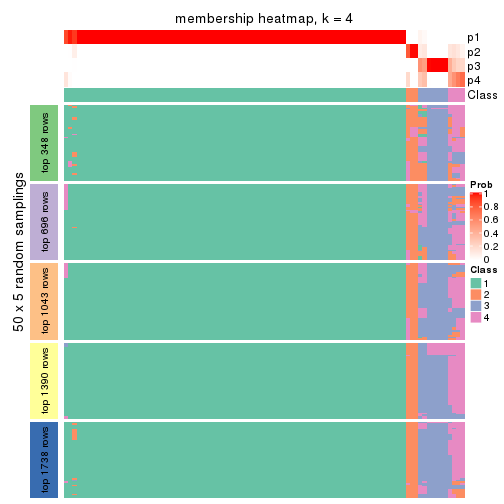 membership heatmap, k = 4
p1
p2
p3
p4
Class
50 x 5 random samplings
top 348 rows
top 696 rows
top 1043 rows
top 1390 rows
top 1738 rows
Prob
1
0.8
0.6
0.4
0.2
0
Class
1
2
3
4